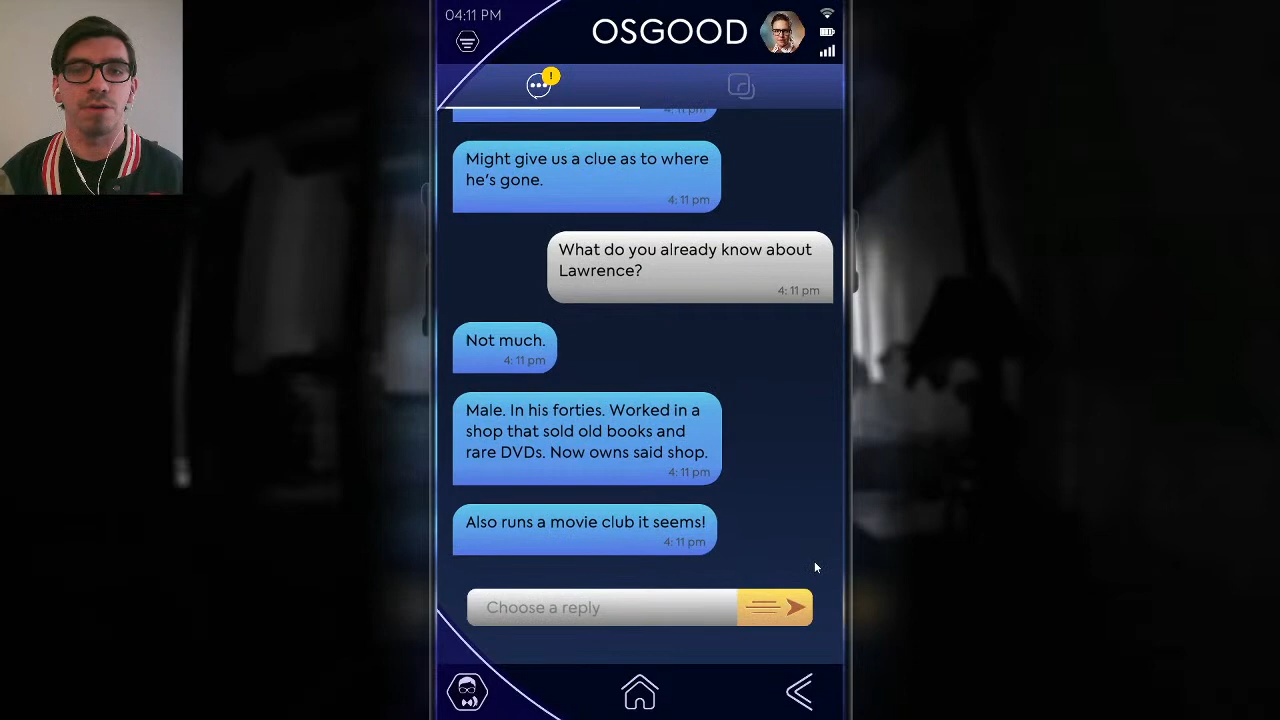 04:11 PM
OSGOOD
!
4:11 pm
Might give us a clue as to where
he's gone.
4:11 pm
What do you already know about
Lawrence?
4:11 pm
Not much.
4:11 pm
Male. In his forties. Worked in a
shop that sold old books and
rare DVDs. Now owns said shop.
4:11 pm
Also runs a movie club it seems!
4:11 pm
Choose a reply